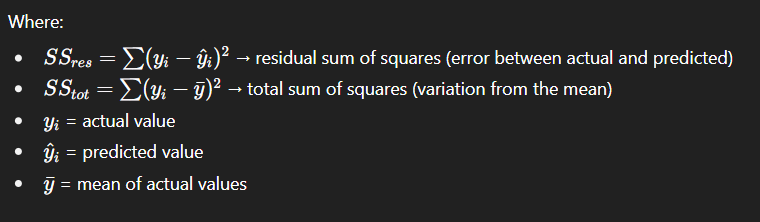 Where:
• SS_res = ∑(y_i − ŷ_i)² → residual sum of squares (error between actual and predicted)
• SS_tot = ∑(y_i − ȳ)² → total sum of squares (variation from the mean)
• y_i = actual value
• ŷ_i = predicted value
• ȳ = mean of actual values